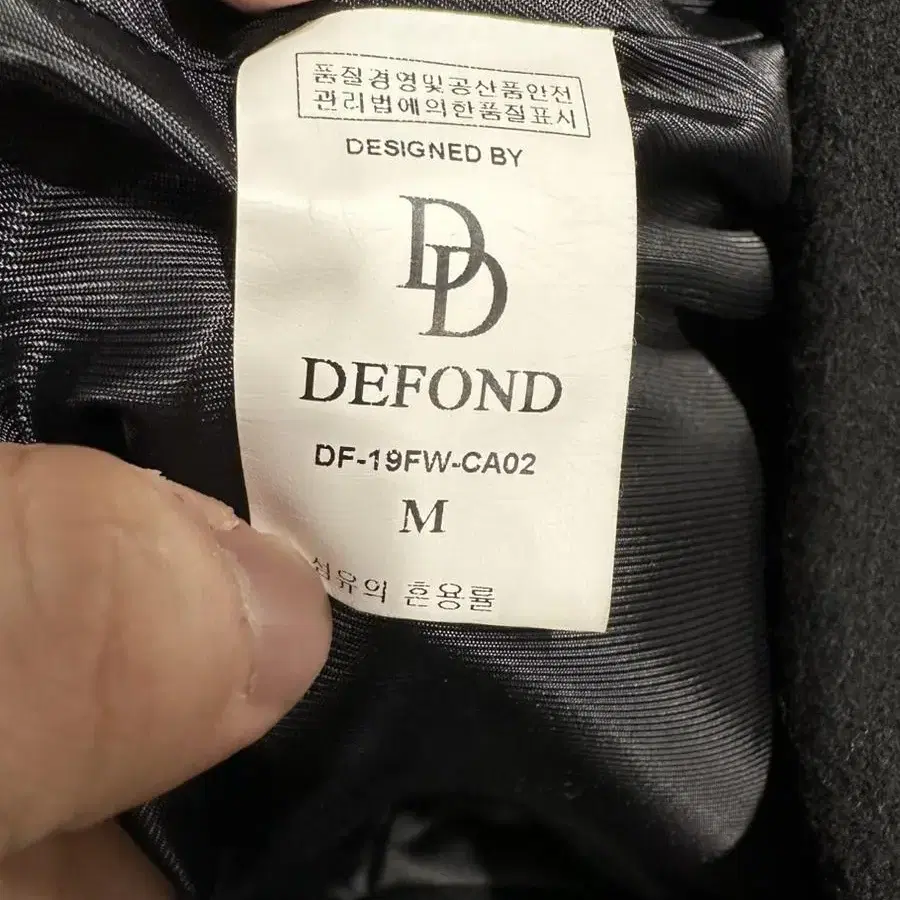 품질경영및공산품안전
관리법에의한품질표시
DESIGNED BY
DD
DEFOND
DF-19FW-CA02
M
섬유의 혼용률